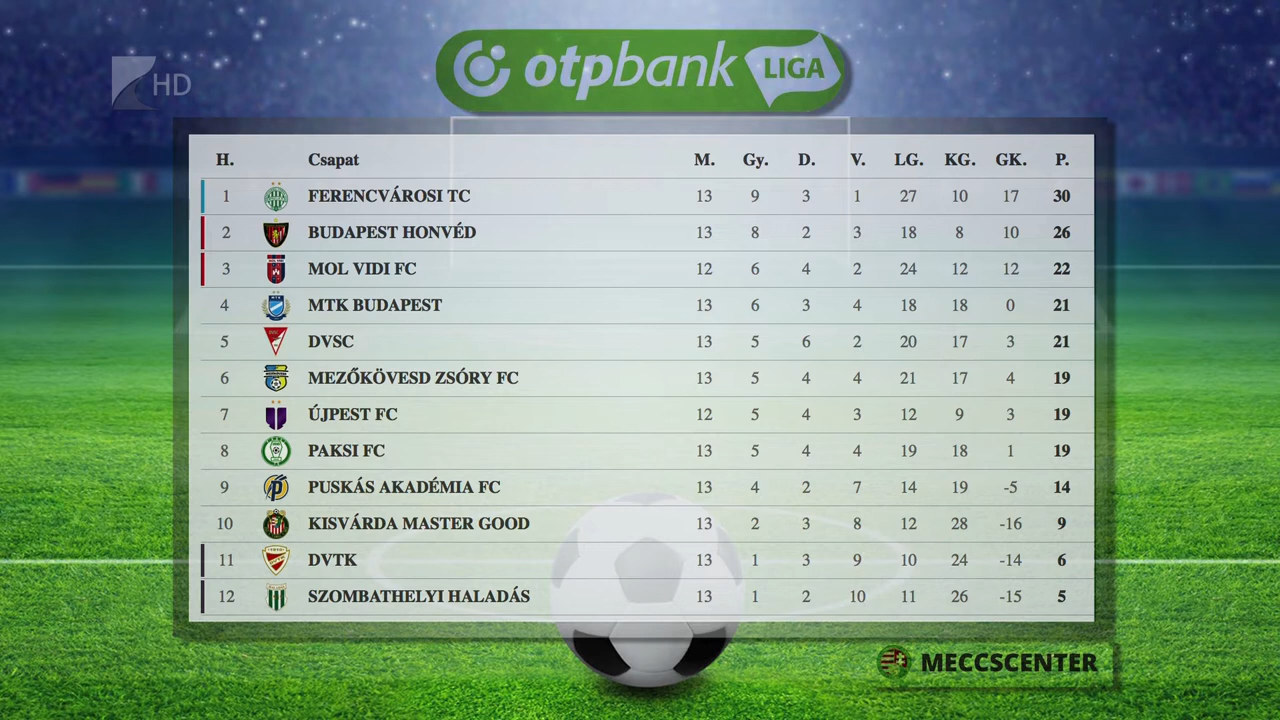 otpbank LIGA
HD
H. Csapat M. Gy. D. V. LG. KG. GK. P.
1 FERENCVÁROSI TC 13 9 3 1 27 10 17 30
2 BUDAPEST HONVÉD 13 8 2 3 18 8 10 26
3 MOL VIDI FC 12 6 4 2 24 12 12 22
4 MTK BUDAPEST 13 6 3 4 18 18 0 21
5 DVSC 13 5 6 2 20 17 3 21
6 MEZŐKÖVESD ZSÓRY FC 13 5 4 4 21 17 4 19
7 ÚJPEST FC 12 5 4 3 12 9 3 19
8 PAKSI FC 13 5 4 4 19 18 1 19
9 PUSKÁS AKADÉMIA FC 13 4 2 7 14 19 -5 14
10 KISVÁRDA MASTER GOOD 13 2 3 8 12 28 -16 9
11 DVTK 13 1 3 9 10 24 -14 6
12 SZOMBATHELYI HALADÁS 13 1 2 10 11 26 -15 5
MECCSCENTER